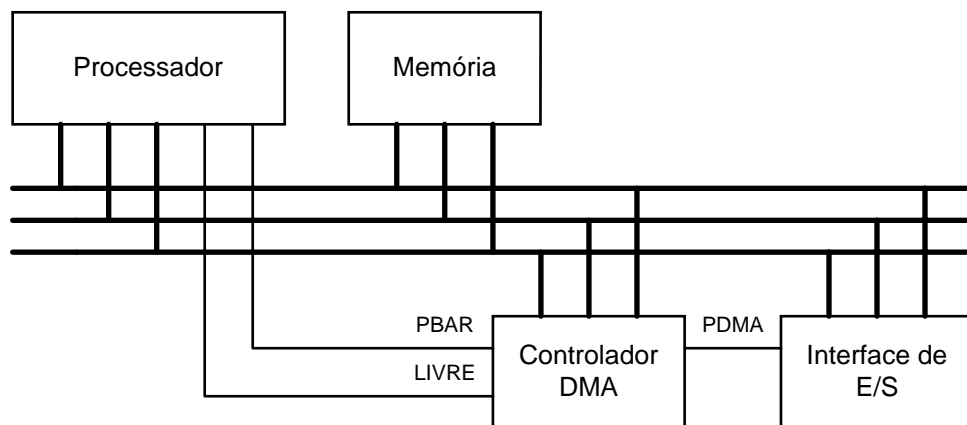 Processador
Memória
PBAR
PDMA
LIVRE
Controlador
DMA
Interface de
E/S